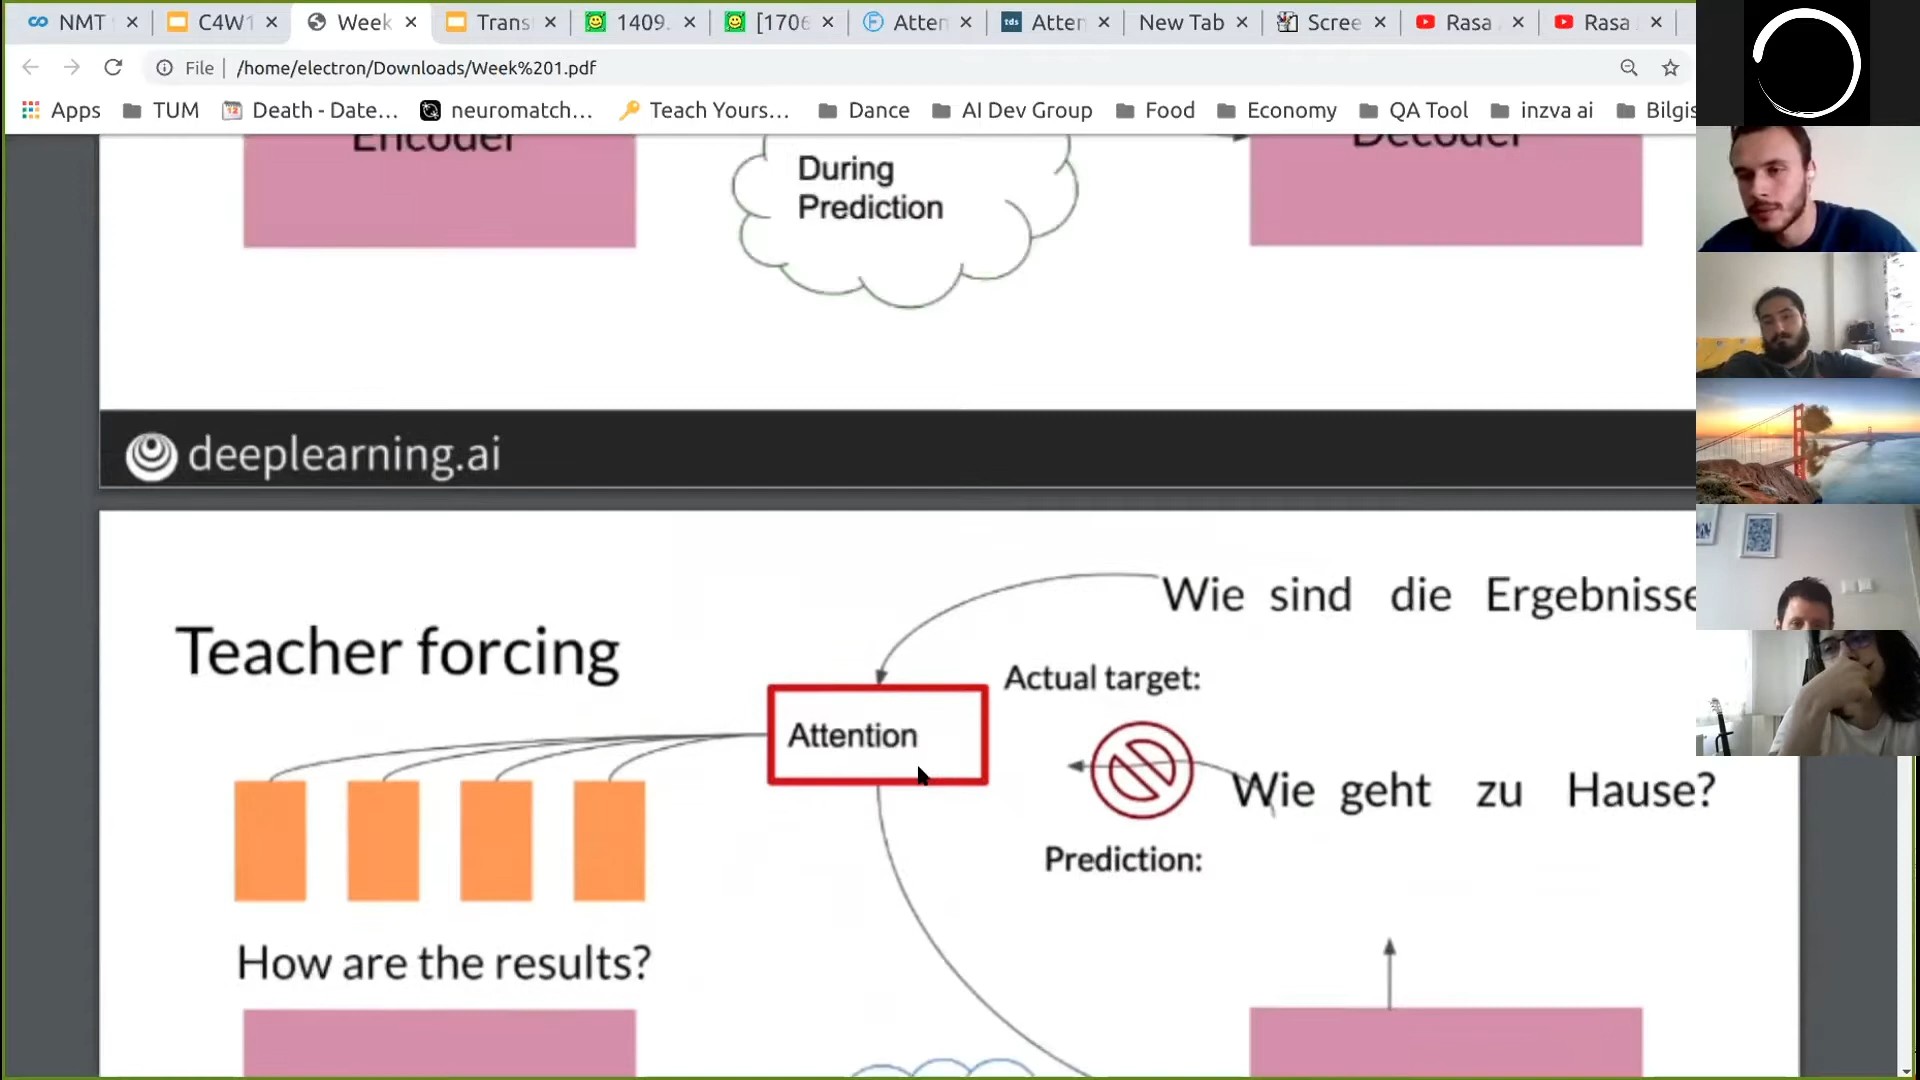 NMT
C4W1
Week
Trans
1409.
[1706
Atten
tds
Atten
New Tab
Scree
Rasa
Rasa
File
/home/electron/Downloads/Week%201.pdf
Apps
TUM
Death - Date...
neuromatch...
Teach Yours...
Dance
AI Dev Group
Food
Economy
QA Tool
inzva ai
Bilgis
Encoder
During
Prediction
Decoder
deeplearning.ai
Wie sind die Ergebnisse
Teacher forcing
Actual target:
Attention
Wie geht zu Hause?
Prediction:
How are the results?